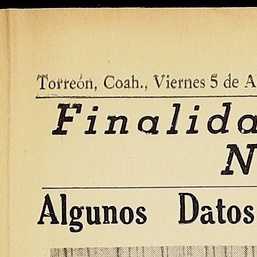 Torreón, Coah., Viernes 5 de A
Finalida
N
Algunos Datos